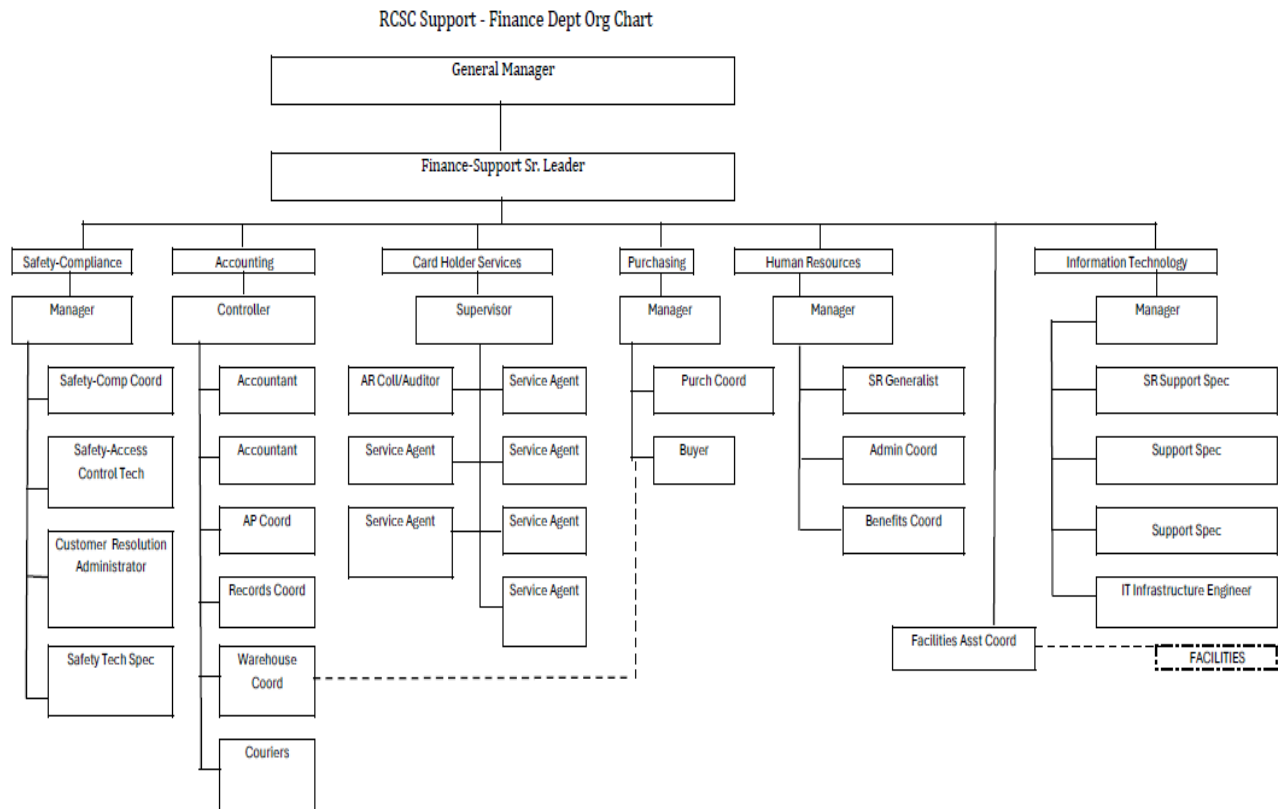 RCSC Support - Finance Dept Org Chart
General Manager
Finance-Support Sr. Leader
Safety-Compliance
Accounting
Card Holder Services
Purchasing
Human Resources
Information Technology
Manager
Controller
Supervisor
Manager
Manager
Manager
Safety-Comp Coord
Accountant
AR Coll/Auditor
Service Agent
Purch Coord
SR Generalist
SR Support Spec
Safety-Access
Control Tech
Accountant
Service Agent
Service Agent
Buyer
Admin Coord
Support Spec
Customer Resolution
Administrator
AP Coord
Service Agent
Service Agent
Benefits Coord
Support Spec
Records Coord
Service Agent
IT Infrastructure Engineer
Safety Tech Spec
Warehouse
Coord
Facilities Asst Coord
FACILITIES
Couriers